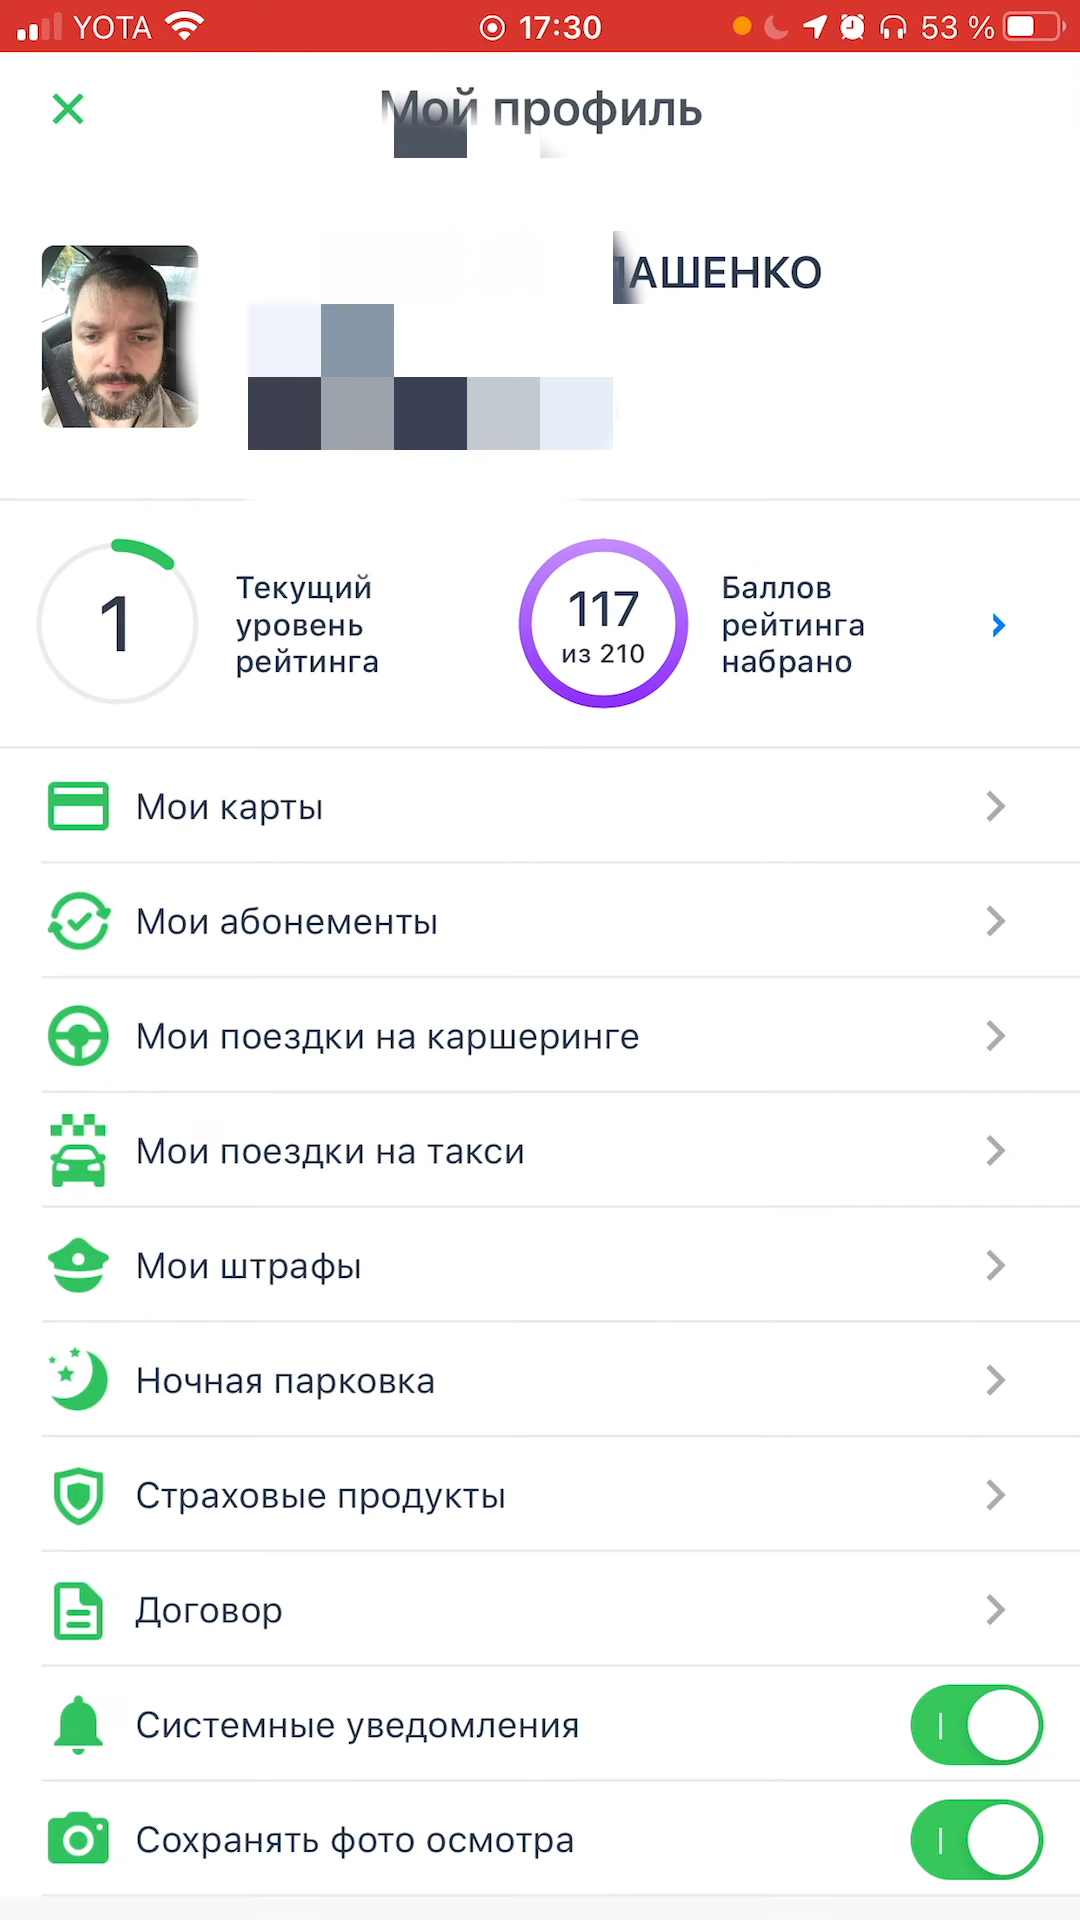 YOTA 17:30 53 %
Мой профиль
АШЕНКО
1
Текущий
уровень
рейтинга
117
из 210
Баллов
рейтинга
набрано
Мои карты
Мои абонементы
Мои поездки на каршеринге
Мои поездки на такси
Мои штрафы
Ночная парковка
Страховые продукты
Договор
Системные уведомления
Сохранять фото осмотра